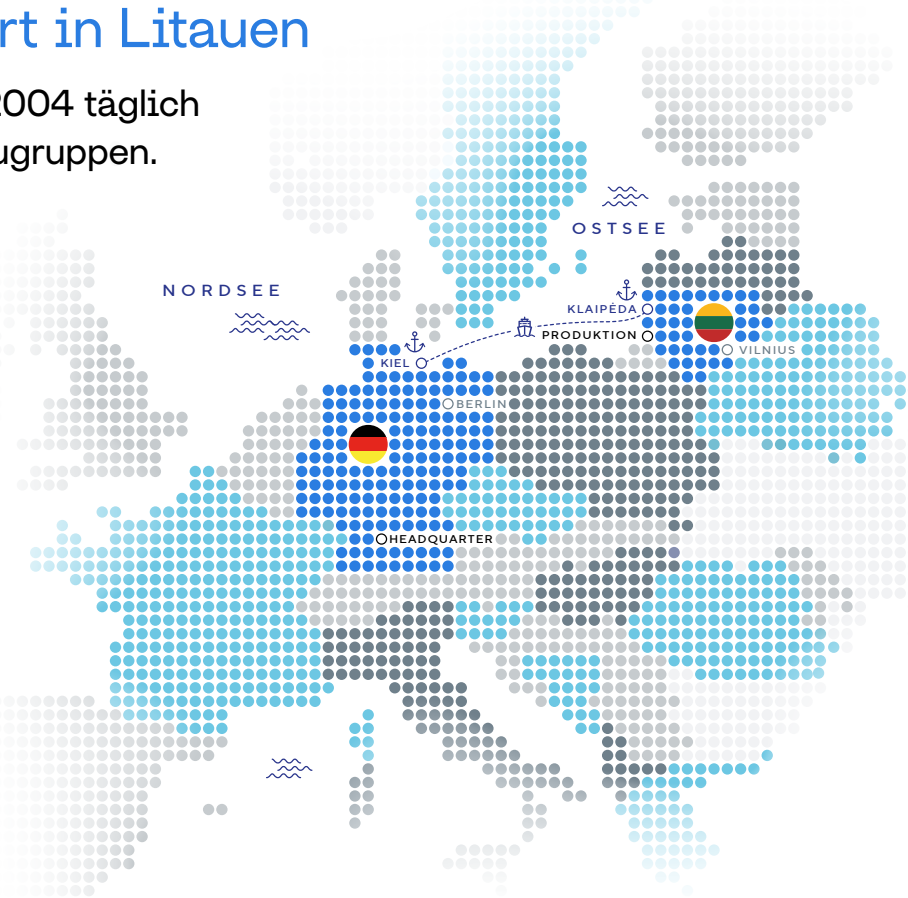 rt in Litauen
2004 täglich
ugruppen.
OSTSEE
NORDSEE
KLAIPĖDA
PRODUKTION
VILNIUS
KIEL
BERLIN
HEADQUARTER